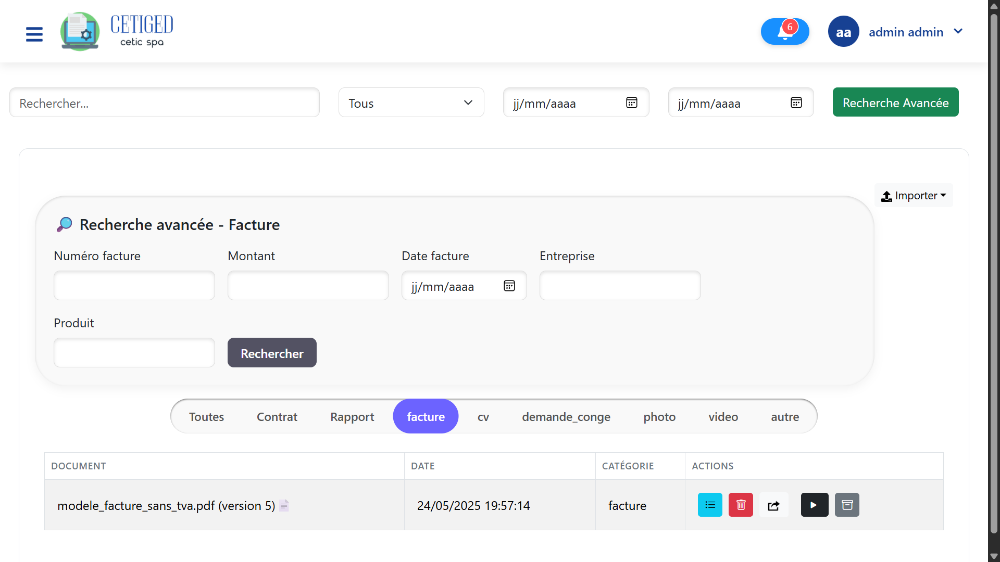 CETIGED
cetic spa
6
aa
admin admin
Rechercher...
Tous
jj/mm/aaaa
jj/mm/aaaa
Recherche Avancée
Importer
Recherche avancée - Facture
Numéro facture
Montant
Date facture
Entreprise
jj/mm/aaaa
Produit
Rechercher
Toutes
Contrat
Rapport
facture
cv
demande_conge
photo
video
autre
DOCUMENT
DATE
CATÉGORIE
ACTIONS
modele_facture_sans_tva.pdf (version 5)
24/05/2025 19:57:14
facture